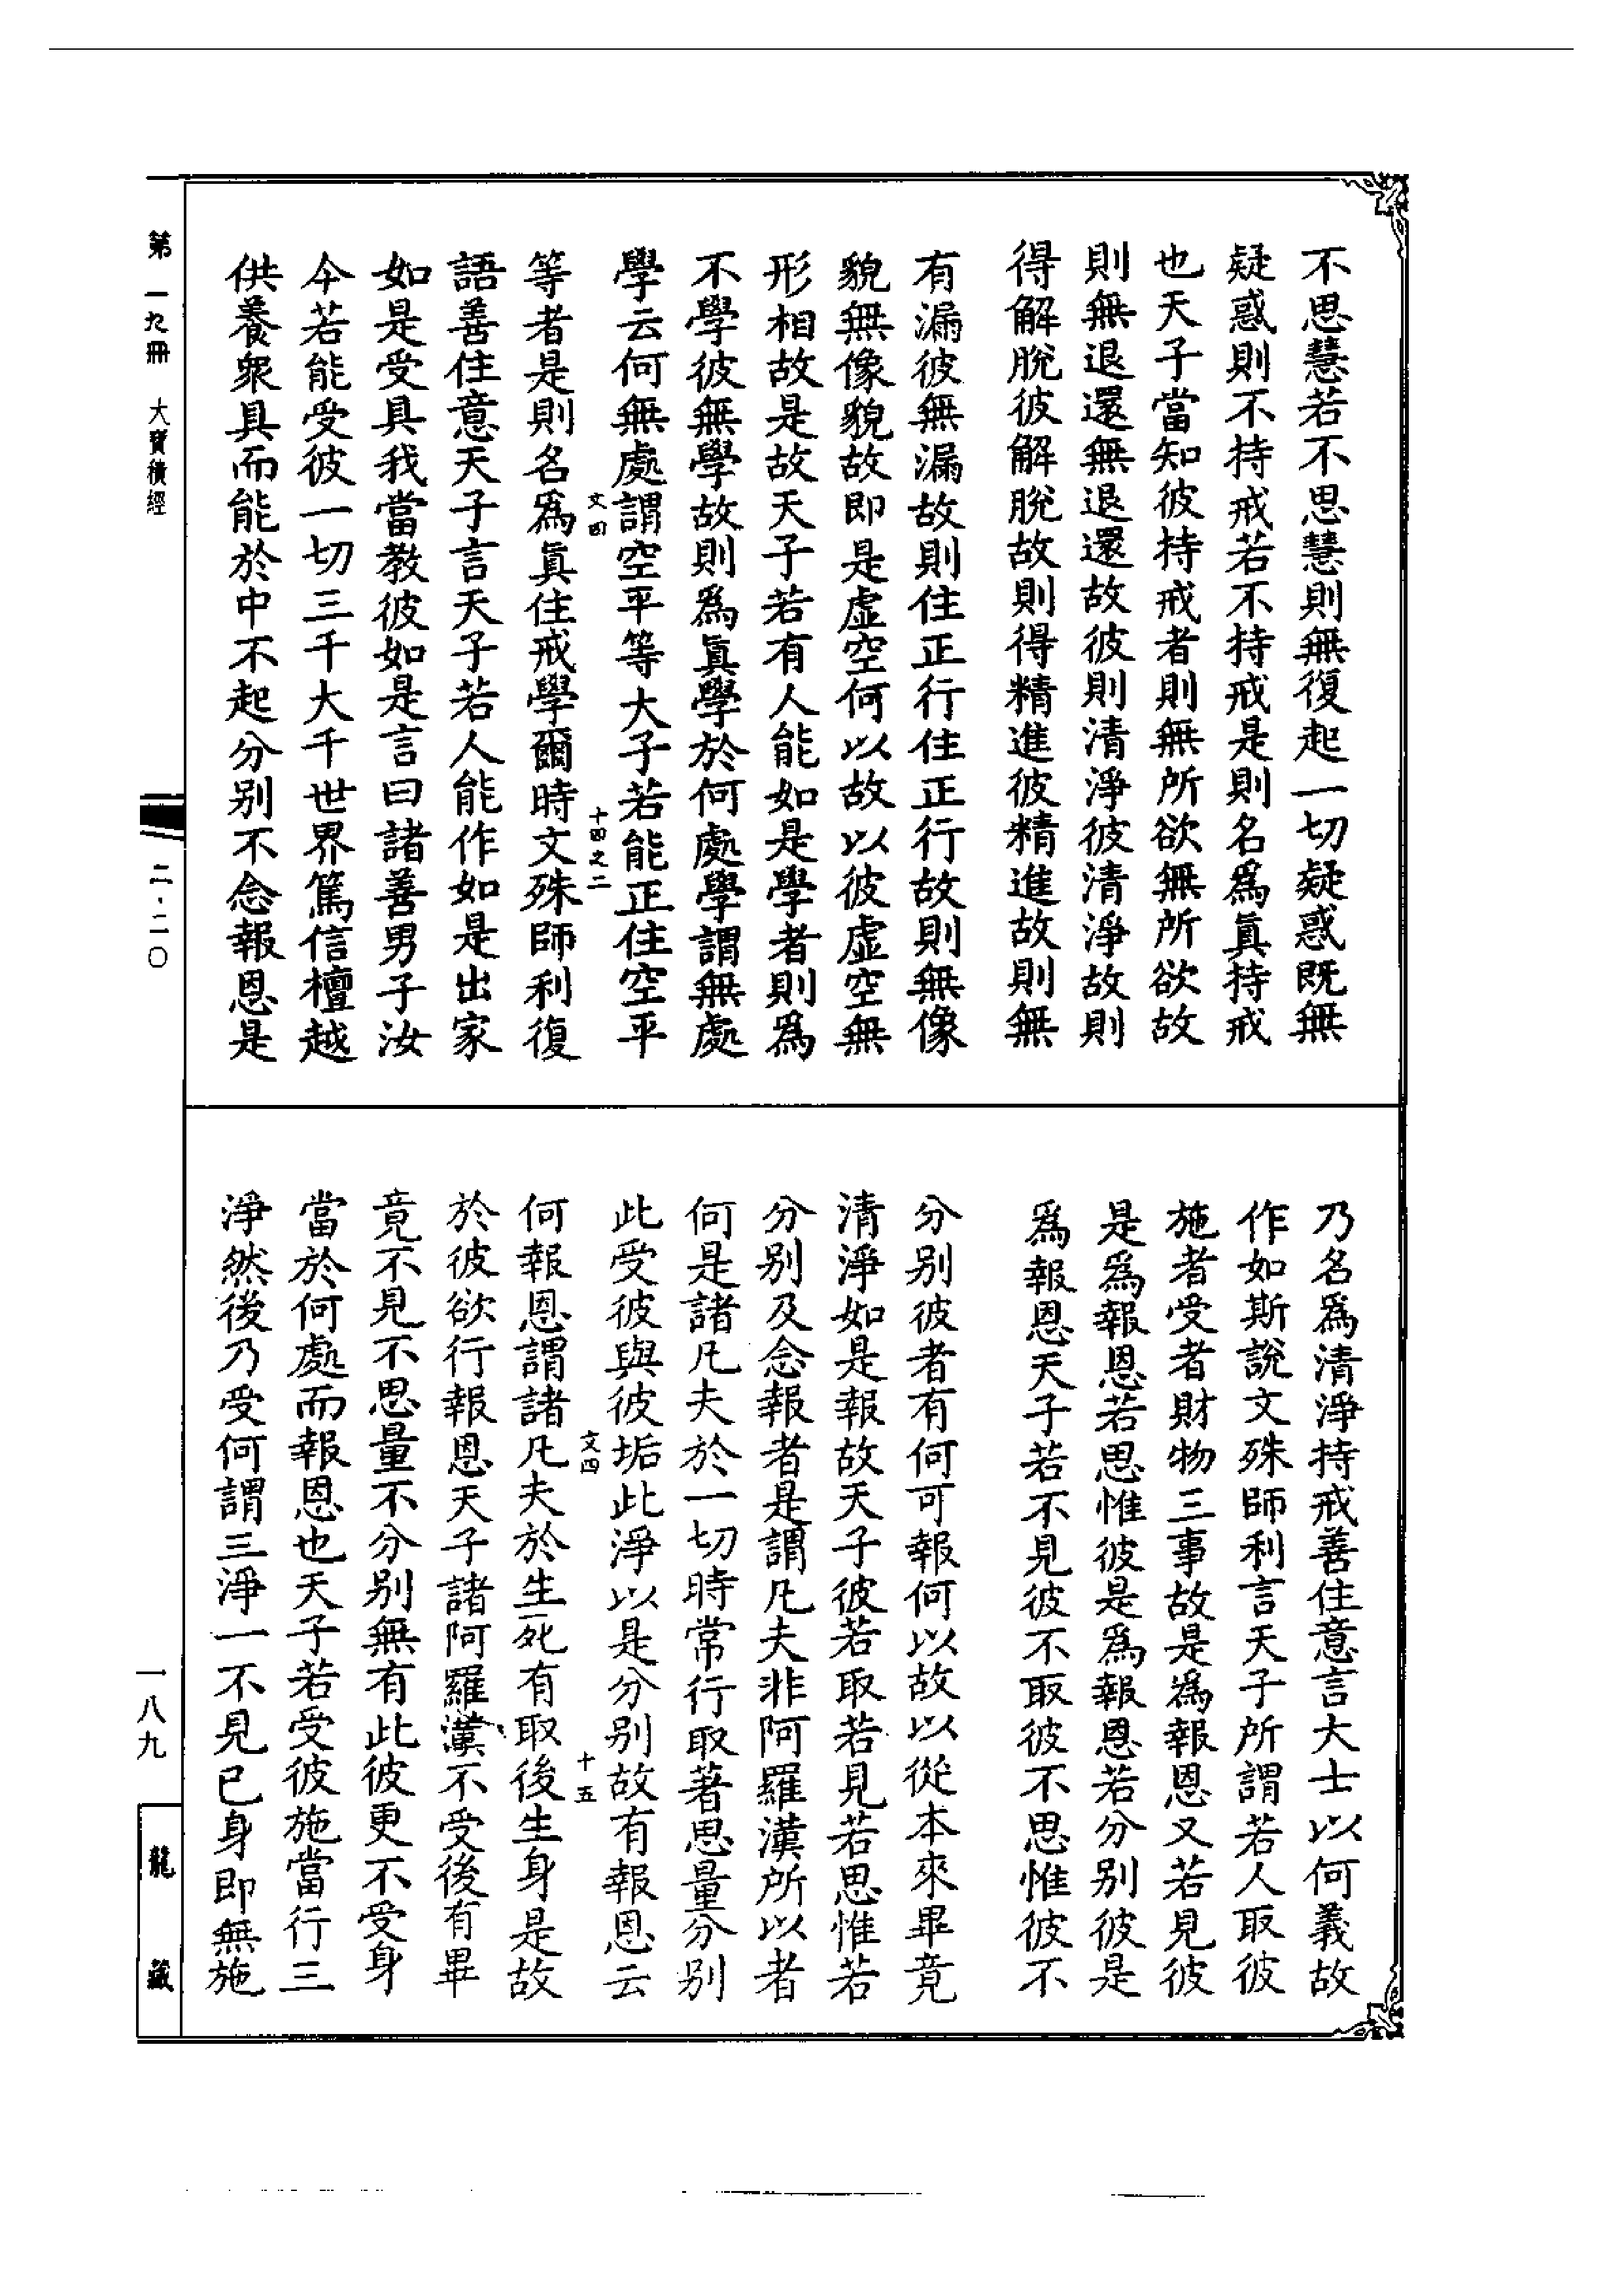 不思慧若不思慧則無復起一切疑惑既無
疑惑則不持戒若不持戒是則名爲眞持戒
也天子當知彼持戒者則無所欲無所欲故
則無退還無退還故彼則清淨彼清淨故則
得解脫彼解脫故則得精進彼精進故則無
有漏彼無漏故則住正行住正行故則無像
貌無像貌故即是虛空何以故以彼虛空無
形相故是故天子若有人能如是學者則爲
不學彼無學故則爲眞學於何處學謂無處
學云何無處謂空平等大子若能正住空平
文四
十四之二
等者是則名爲眞住戒學爾時文殊師利復
語善住意天子言天子若人能作如是出家
如是受具我當教彼如是言曰諸善男子汝
今若能受彼一切三千大千世界篤信檀越
供養衆具而能於中不起分別不念報恩是
乃名爲清淨持戒善住意言大士以何義故
作如斯說文殊師利言天子所謂若人取彼
施者受者財物三事故是爲報恩又若見彼
是爲報恩若思惟彼是爲報恩若分別彼是
爲報恩天子若不見彼不取彼不思惟彼不
分別彼者有何可報何以故以從本來畢竟
清淨如是報故天子彼若取若見若思惟若
分別及念報者是謂凡夫非阿羅漢所以者
何是諸凡夫於一切時常行取著思量分別
此受彼與彼垢此淨以是分別故有報恩云
文四
十五
何報恩謂諸凡夫於生死有取後生身是故
於彼欲行報恩天子諸阿羅漢不受後有畢
竟不見不思量不分別無有此彼更不受身
當於何處而報恩也天子若受彼施當行三
淨然後乃受何謂三淨一不見已身即無施
第一九冊 大寶積經
二·二〇
一八九
龍藏